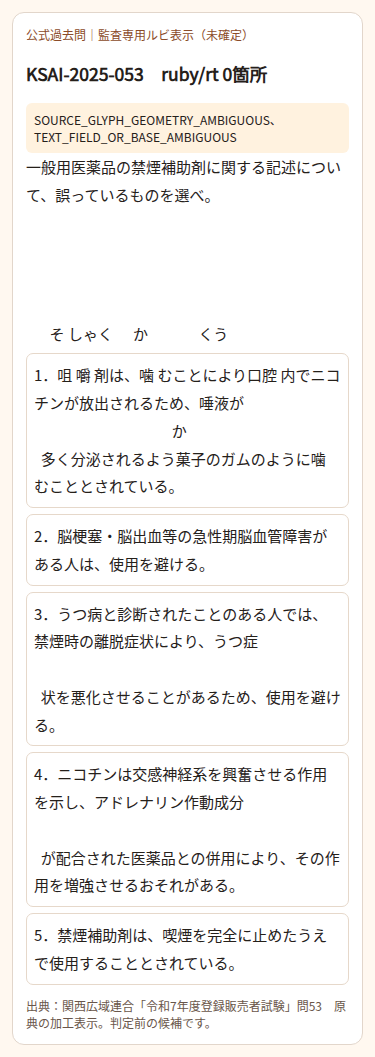 公式過去問｜監査専用ルビ表示（未確定）
KSAI-2025-053　ruby/rt 0箇所
SOURCE_GLYPH_GEOMETRY_AMBIGUOUS、
TEXT_FIELD_OR_BASE_AMBIGUOUS
一般用医薬品の禁煙補助剤に関する記述につい
て、誤っているものを選べ。
そ しゃく　 か　　　　くう
1．咀 嚼 剤は、噛 むことにより口腔 内でニコ
チンが放出されるため、唾液が
か
多く分泌されるよう菓子のガムのように噛
むこととされている。
2．脳梗塞・脳出血等の急性期脳血管障害が
ある人は、使用を避ける。
3．うつ病と診断されたことのある人では、
禁煙時の離脱症状により、うつ症
状を悪化させることがあるため、使用を避け
る。
4．ニコチンは交感神経系を興奮させる作用
を示し、アドレナリン作動成分
が配合された医薬品との併用により、その作
用を増強させるおそれがある。
5．禁煙補助剤は、喫煙を完全に止めたうえ
で使用することとされている。
出典：関西広域連合「令和7年度登録販売者試験」問53　原
典の加工表示。判定前の候補です。